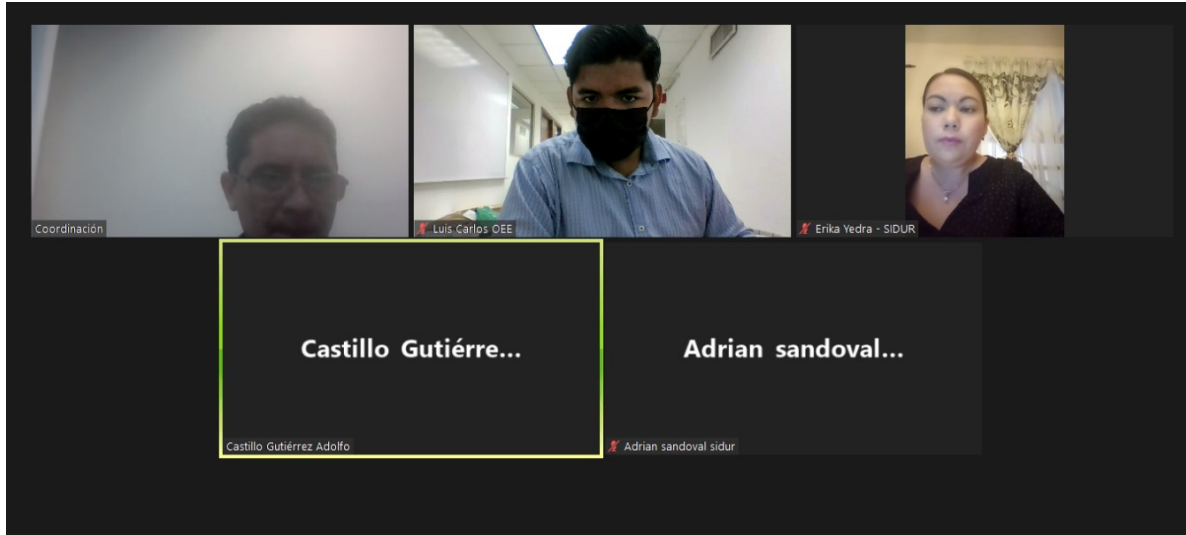 Coordinación
Luis Carlos OEE
Erika Yedra - SIDUR
Castillo Gutiérre...
Castillo Gutiérrez Adolfo
Adrian sandoval...
Adrian sandoval sidur